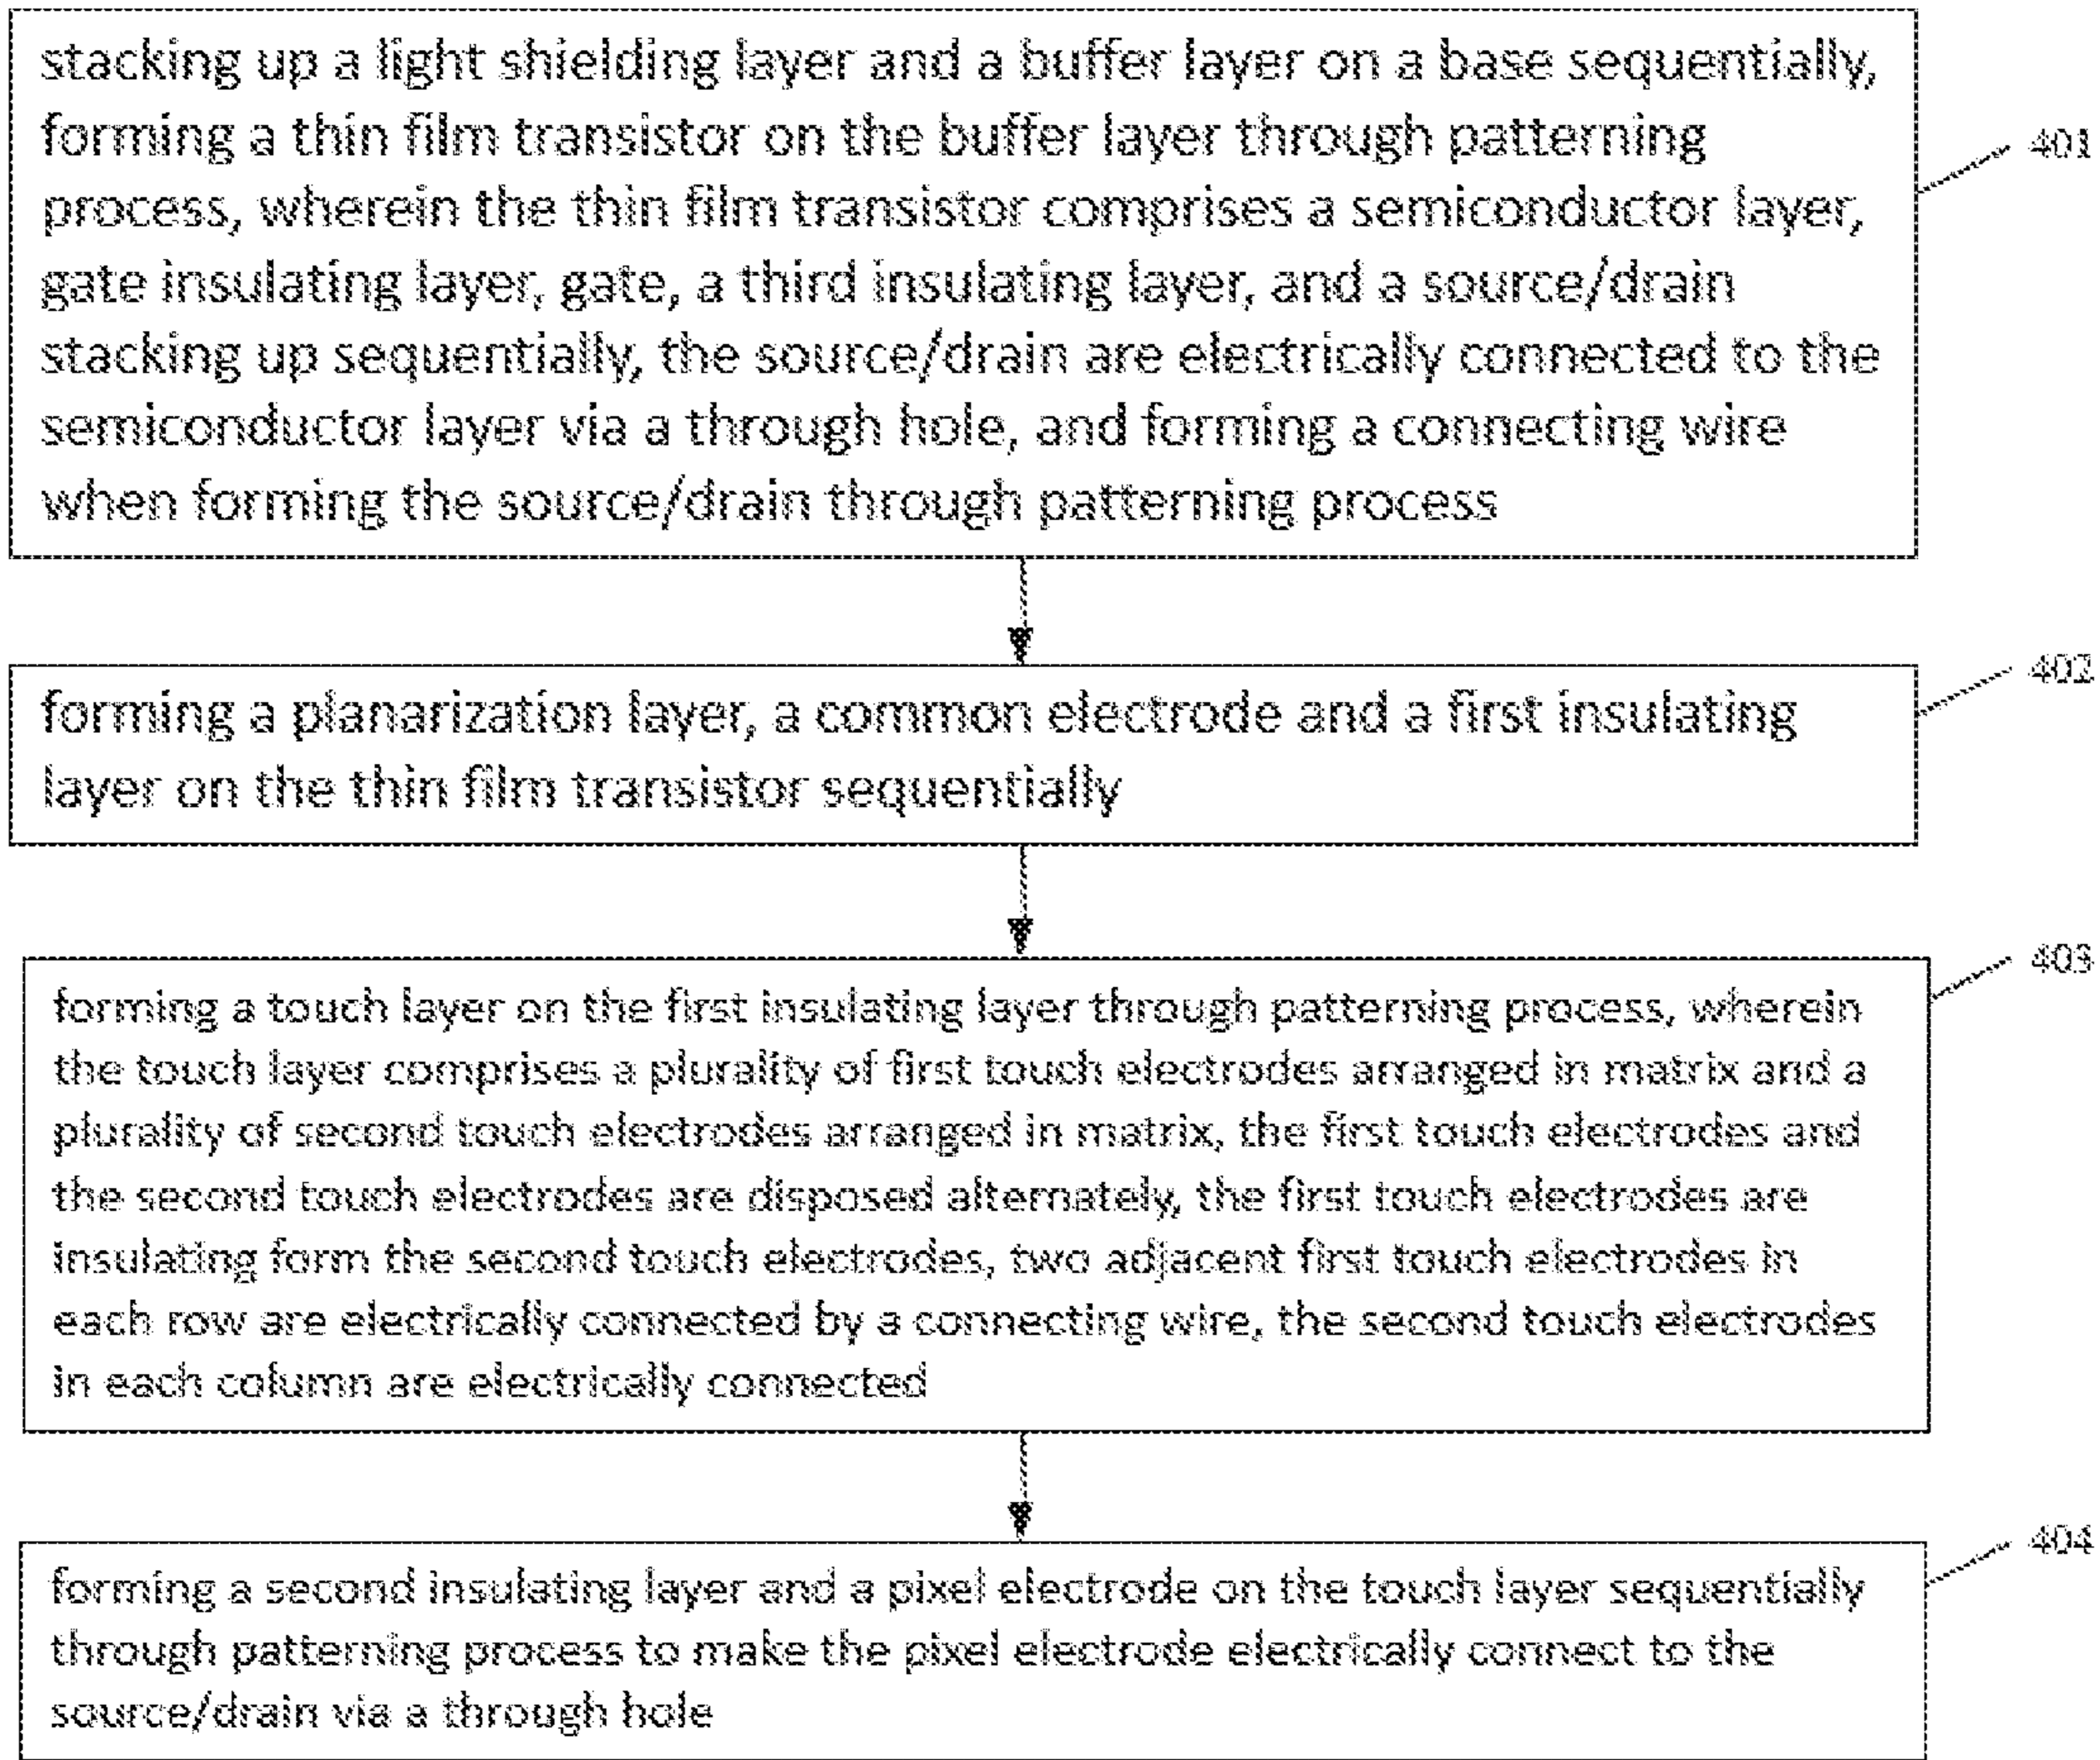 stacking up a light shielding layer and a buffer layer on a base sequentially,
forming a thin film transistor on the buffer layer through patterning
process, wherein the thin film transistor comprises a semiconductor layer,
gate insulating layer, gate, a third insulating layer, and a source/drain
stacking up sequentially, the source/drain are electrically connected to the
semiconductor layer via a through hole, and forming a connecting wire
when forming the source/drain through patterning process
401
forming a planarization layer, a common electrode and a first insulating
layer on the thin film transistor sequentially
402
forming a touch layer on the first insulating layer through patterning process, wherein
the touch layer comprises a plurality of first touch electrodes arranged in matrix and a
plurality of second touch electrodes arranged in matrix, the first touch electrodes and
the second touch electrodes are disposed alternately, the first touch electrodes are
insulating form the second touch electrodes, two adjacent first touch electrodes in
each row are electrically connected by a connecting wire, the second touch electrodes
in each column are electrically connected
403
forming a second insulating layer and a pixel electrode on the touch layer sequentially
through patterning process to make the pixel electrode electrically connect to the
source/drain via a through hole
404